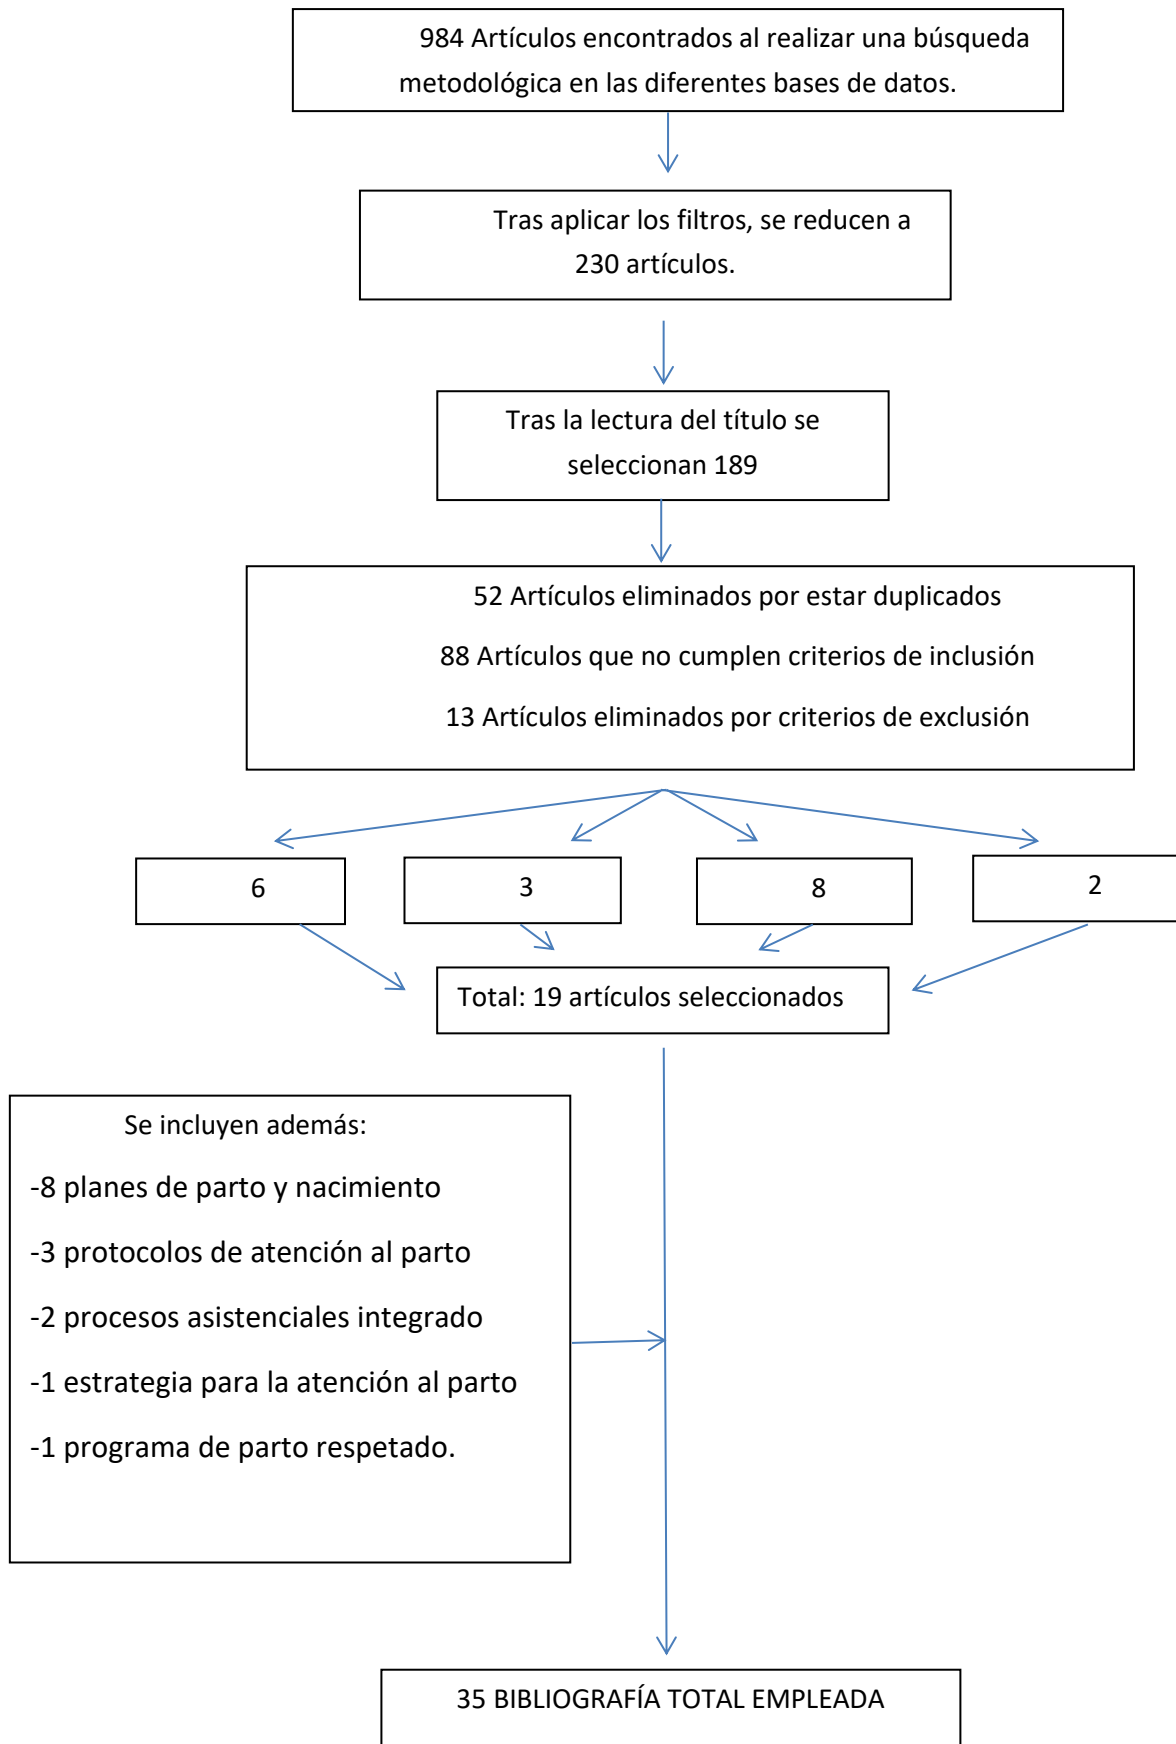 984 Artículos encontrados al realizar una búsqueda
metodológica en las diferentes bases de datos.
Tras aplicar los filtros, se reducen a
230 artículos.
Tras la lectura del título se
seleccionan 189
52 Artículos eliminados por estar duplicados
88 Artículos que no cumplen criterios de inclusión
13 Artículos eliminados por criterios de exclusión
6
3
8
2
Total: 19 artículos seleccionados
Se incluyen además:
-8 planes de parto y nacimiento
-3 protocolos de atención al parto
-2 procesos asistenciales integrado
-1 estrategia para la atención al parto
-1 programa de parto respetado.
35 BIBLIOGRAFÍA TOTAL EMPLEADA